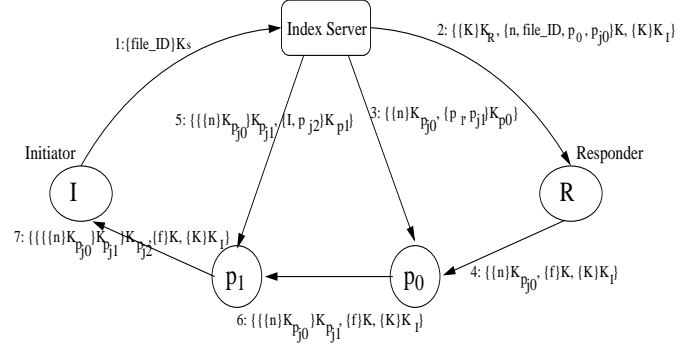 Index Server
1:{file_ID}Ks
2: {{K}K_R, {n, file_ID, p_0, p_j0}K, {K}K_I}
5: {{{n}K_pj0}K_pj1, {I, p_j2}K_p1}
3: {{n}K_pj0, {p_1, p_j1}K_p0}
Initiator
Responder
I
R
7: {{{{n}K_pj0}K_pj1}K_pj2, {f}K, {K}K_I}
p_1
p_0
4: {{n}K_pj0, {f}K, {K}K_I}
6: {{{n}K_pj0}K_pj1, {f}K, {K}K_I}